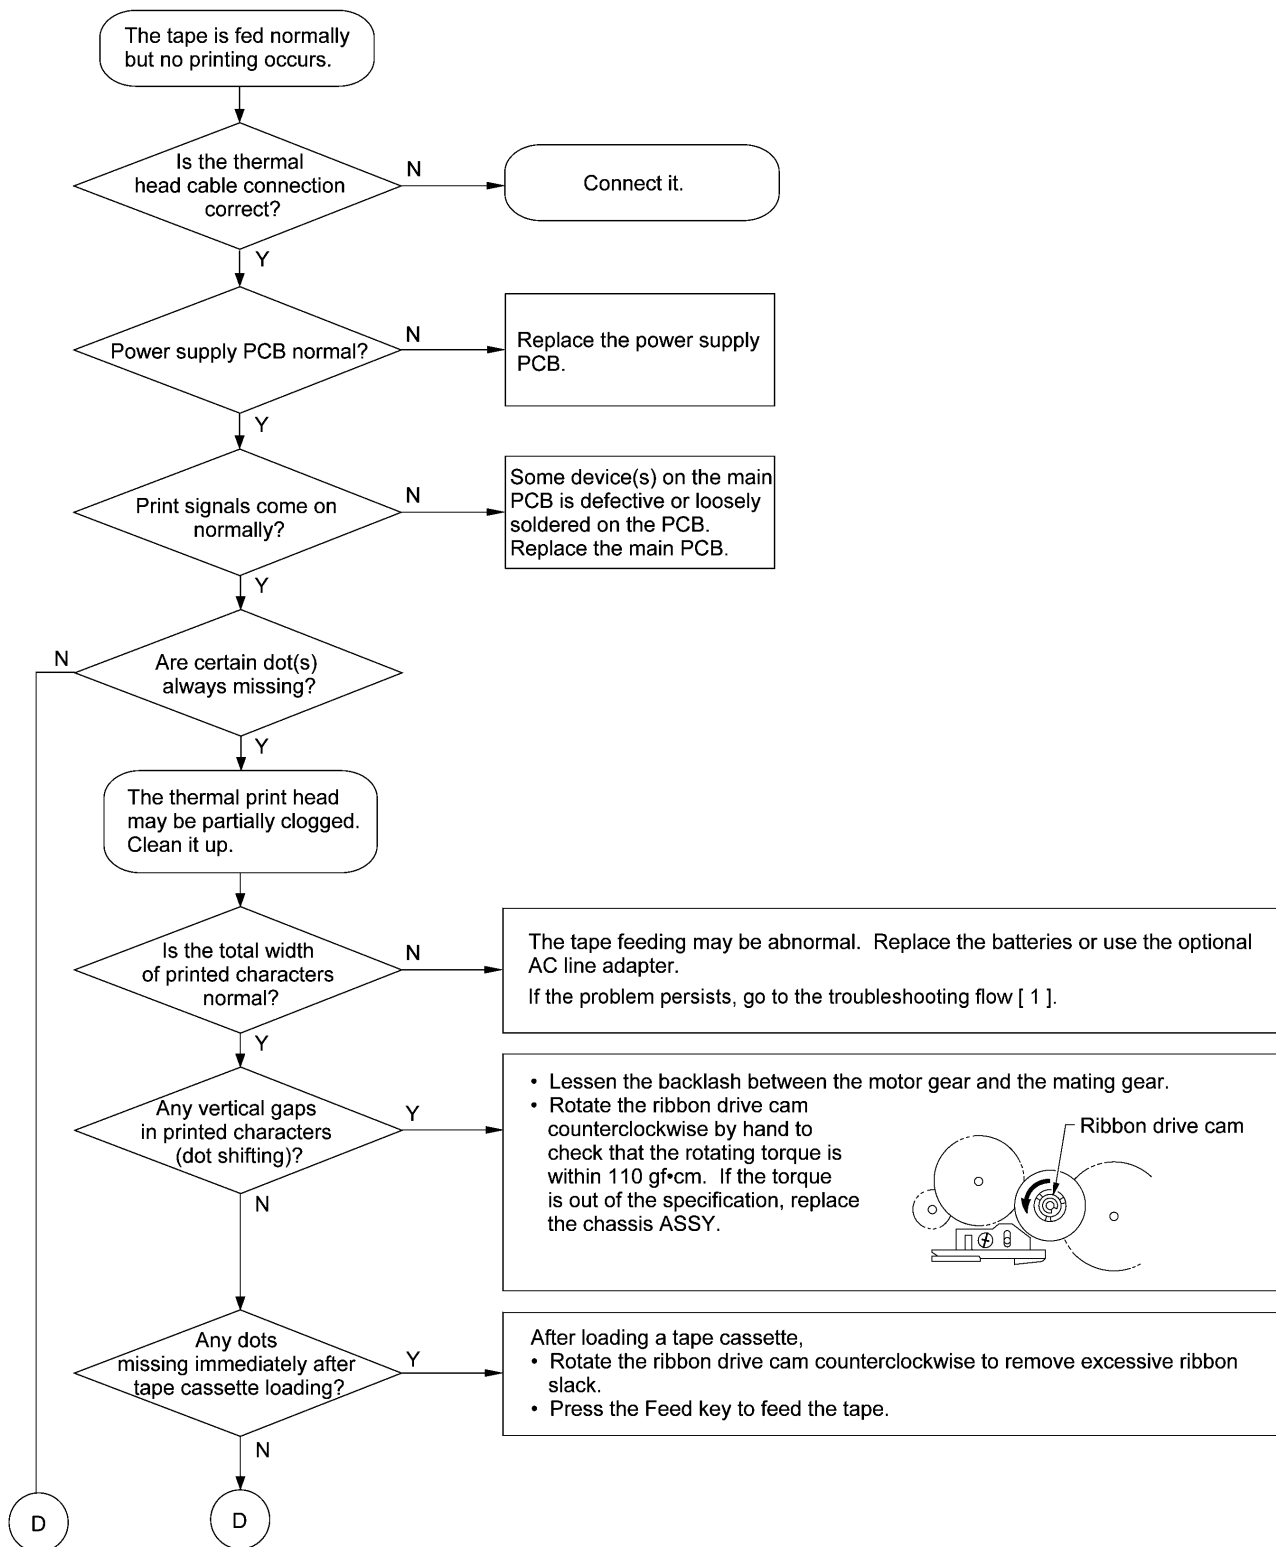 The tape is fed normally
but no printing occurs.
Is the thermal
head cable connection
correct?
N
Connect it.
Y
Power supply PCB normal?
N
Replace the power supply
PCB.
Y
Print signals come on
normally?
N
Some device(s) on the main
PCB is defective or loosely
soldered on the PCB.
Replace the main PCB.
Y
N
Are certain dot(s)
always missing?
Y
The thermal print head
may be partially clogged.
Clean it up.
Is the total width
of printed characters
normal?
N
The tape feeding may be abnormal.  Replace the batteries or use the optional
AC line adapter.
If the problem persists, go to the troubleshooting flow [ 1 ].
Y
Any vertical gaps
in printed characters
(dot shifting)?
Y
• Lessen the backlash between the motor gear and the mating gear.
• Rotate the ribbon drive cam
counterclockwise by hand to
check that the rotating torque is
within 110 gf•cm.  If the torque
is out of the specification, replace
the chassis ASSY.
Ribbon drive cam
N
Any dots
missing immediately after
tape cassette loading?
Y
After loading a tape cassette,
• Rotate the ribbon drive cam counterclockwise to remove excessive ribbon
slack.
• Press the Feed key to feed the tape.
N
D
D